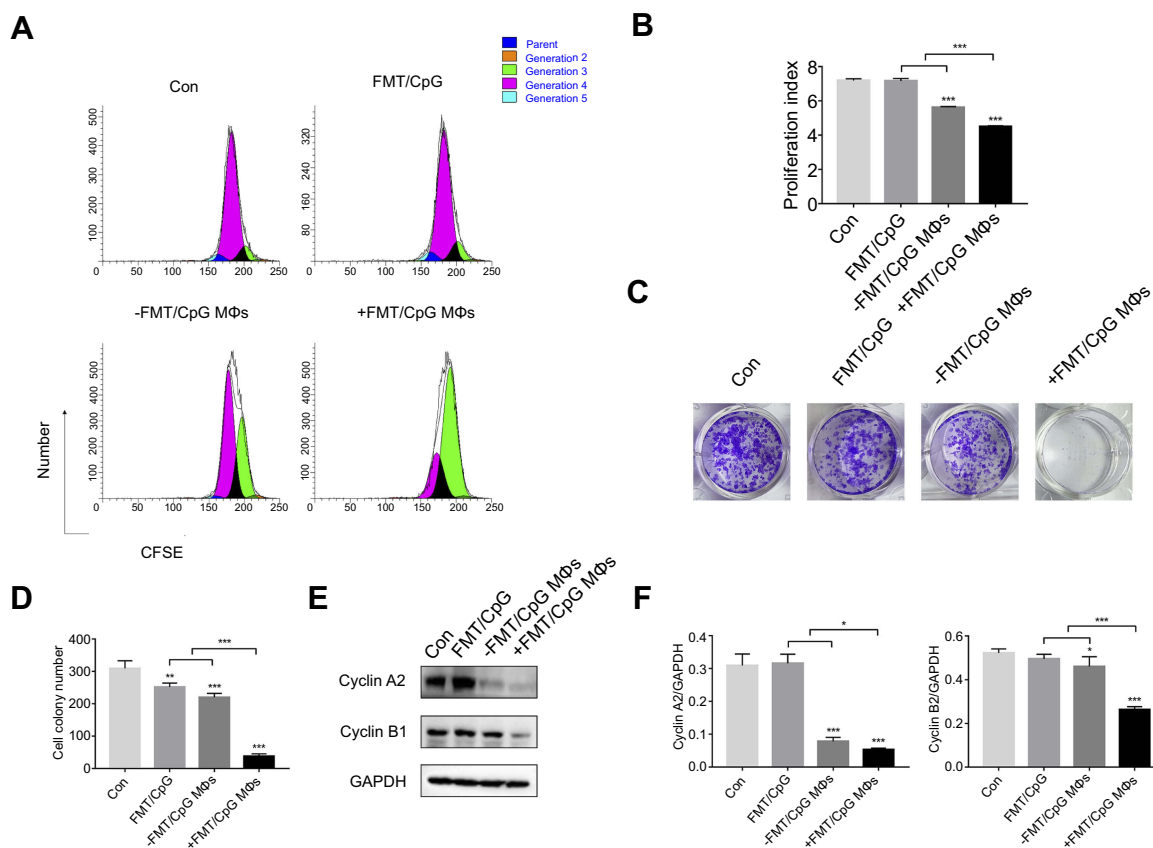 A
Parent
Generation 2
Generation 3
Generation 4
Generation 5
Con
FMT/CpG
500
400
300
200
100
0 50 100 150 200 250
320
240
160
80
0 50 100 150 200 250
-FMT/CpG MΦs
+FMT/CpG MΦs
500
400
300
200
100
0 50 100 150 200 250
500
400
300
200
100
0 50 100 150 200 250
Number
CFSE
B
***
***
***
8
6
4
2
0
Proliferation index
Con
FMT/CpG
-FMT/CpG MΦs
+FMT/CpG MΦs
C
Con
FMT/CpG
-FMT/CpG MΦs
+FMT/CpG MΦs
D
***
**
***
***
400
300
200
100
0
Cell colony number
Con
FMT/CpG
-FMT/CpG MΦs
+FMT/CpG MΦs
E
Con
FMT/CpG
-FMT/CpG MΦs
+FMT/CpG MΦs
Cyclin A2
Cyclin B1
GAPDH
F
*
***
***
0.4
0.3
0.2
0.1
0.0
Cyclin A2/GAPDH
Con
FMT/CpG
-FMT/CpG MΦs
+FMT/CpG MΦs
***
*
***
0.6
0.4
0.2
0.0
Cyclin B2/GAPDH
Con
FMT/CpG
-FMT/CpG MΦs
+FMT/CpG MΦs